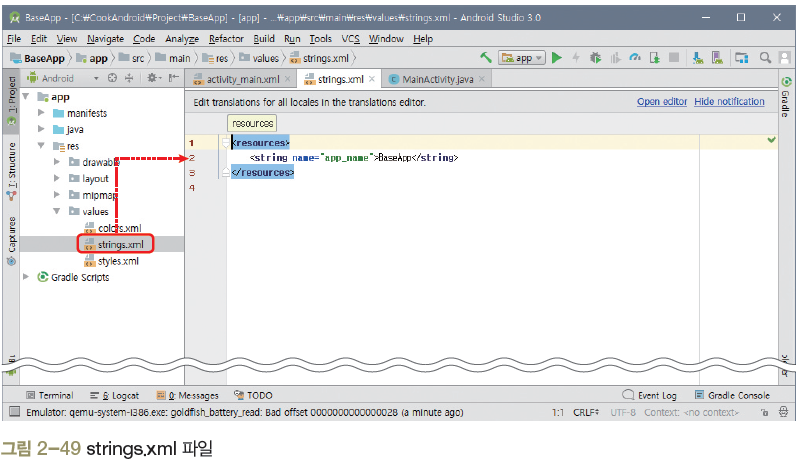 BaseApp - [C:₩CookAndroid₩Project₩BaseApp] - [app] - ...₩app₩src₩main₩res₩values₩strings.xml - Android Studio 3.0
File Edit View Navigate Code Analyze Refactor Build Run Tools VCS Window Help
BaseApp app src main res values strings.xml app
Android activity_main.xml strings.xml MainActivity.java
1: Project
7: Structure
Captures
Gradle
app
manifests
java
res
drawable
layout
mipmap
values
colors.xml
strings.xml
styles.xml
Gradle Scripts
Edit translations for all locales in the translations editor. Open editor Hide notification
resources
1 <resources>
2 <string name="app_name">BaseApp</string>
3 </resources>
4
Terminal 6: Logcat 0: Messages TODO Event Log Gradle Console
Emulator: qemu-system-i386.exe: goldfish_battery_read: Bad offset 0000000000000028 (a minute ago) 1:1 CRLF÷ UTF-8 Context: <no context>
그림 2-49 strings.xml 파일